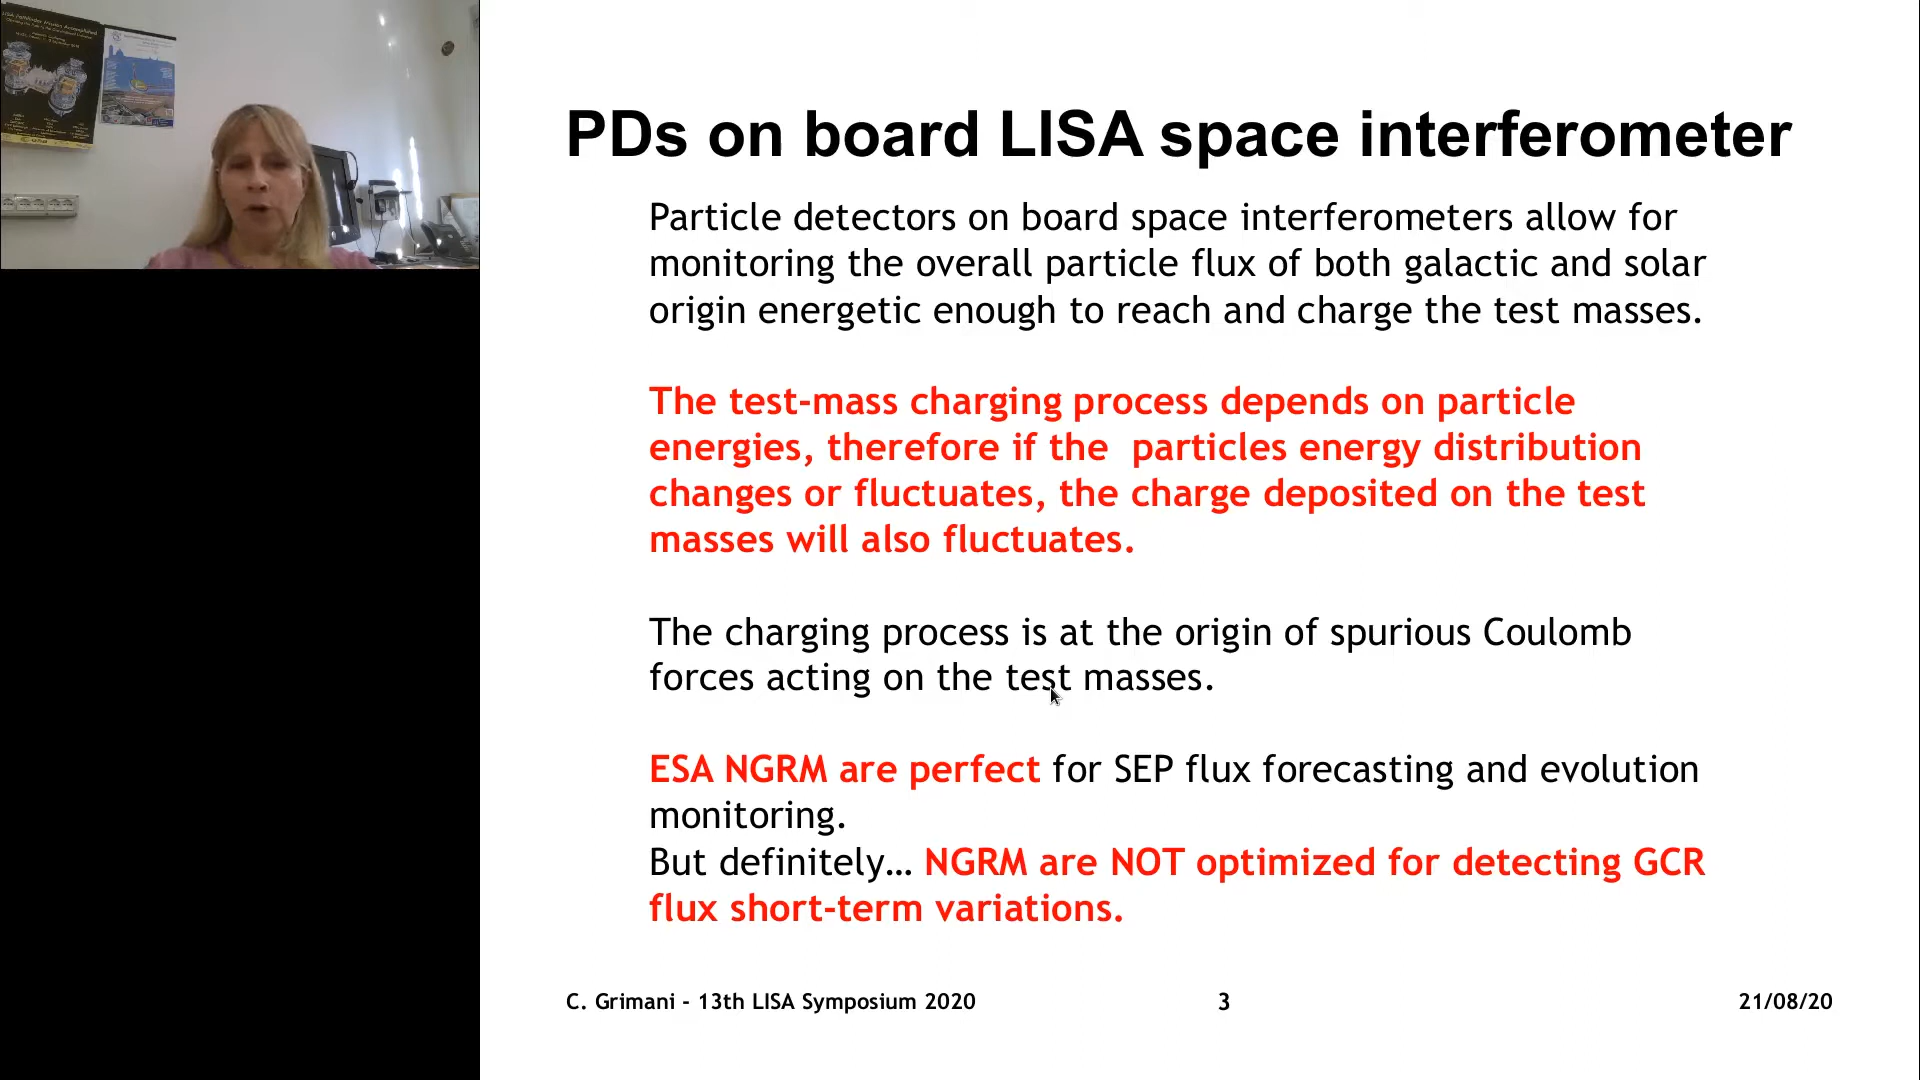 PDs on board LISA space interferometer
Particle detectors on board space interferometers allow for
monitoring the overall particle flux of both galactic and solar
origin energetic enough to reach and charge the test masses.
The test-mass charging process depends on particle
energies, therefore if the particles energy distribution
changes or fluctuates, the charge deposited on the test
masses will also fluctuates.
The charging process is at the origin of spurious Coulomb
forces acting on the test masses.
ESA NGRM are perfect for SEP flux forecasting and evolution
monitoring.
But definitely… NGRM are NOT optimized for detecting GCR
flux short-term variations.
C. Grimani - 13th LISA Symposium 2020
3
21/08/20